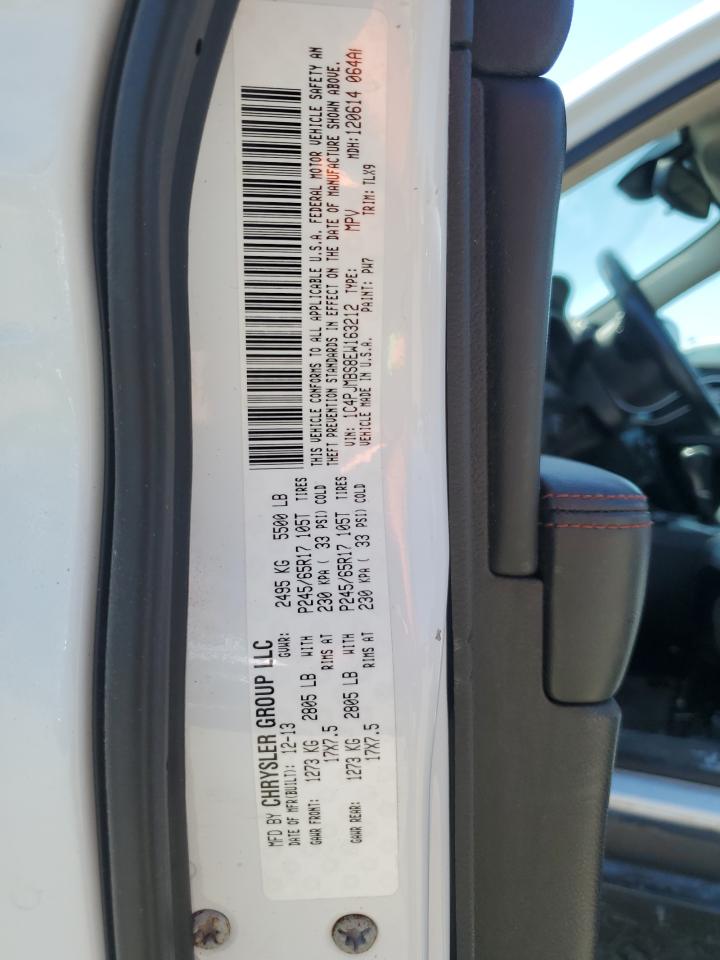 MFD BY CHRYSLER GROUP LLC
DATE OF MFR(BUILT): 12-13 GVWR: 2495 KG 5500 LB
GAWR FRONT: 1273 KG 2805 LB WITH P245/65R17 105T TIRES
17X7.5 RIMS AT 230 KPA ( 33 PSI) COLD
GAWR REAR: 1273 KG 2805 LB WITH P245/65R17 105T TIRES
17X7.5 RIMS AT 230 KPA ( 33 PSI) COLD
THIS VEHICLE CONFORMS TO ALL APPLICABLE U.S.A. FEDERAL MOTOR VEHICLE SAFETY AN
THEFT PREVENTION STANDARDS IN EFFECT ON THE DATE OF MANUFACTURE SHOWN ABOVE.
VIN: 1C4PJMBS8EW163212 TYPE: MPV MDH:120614 064A
VEHICLE MADE IN U.S.A. PAINT: PW7 TRIM: TLX9